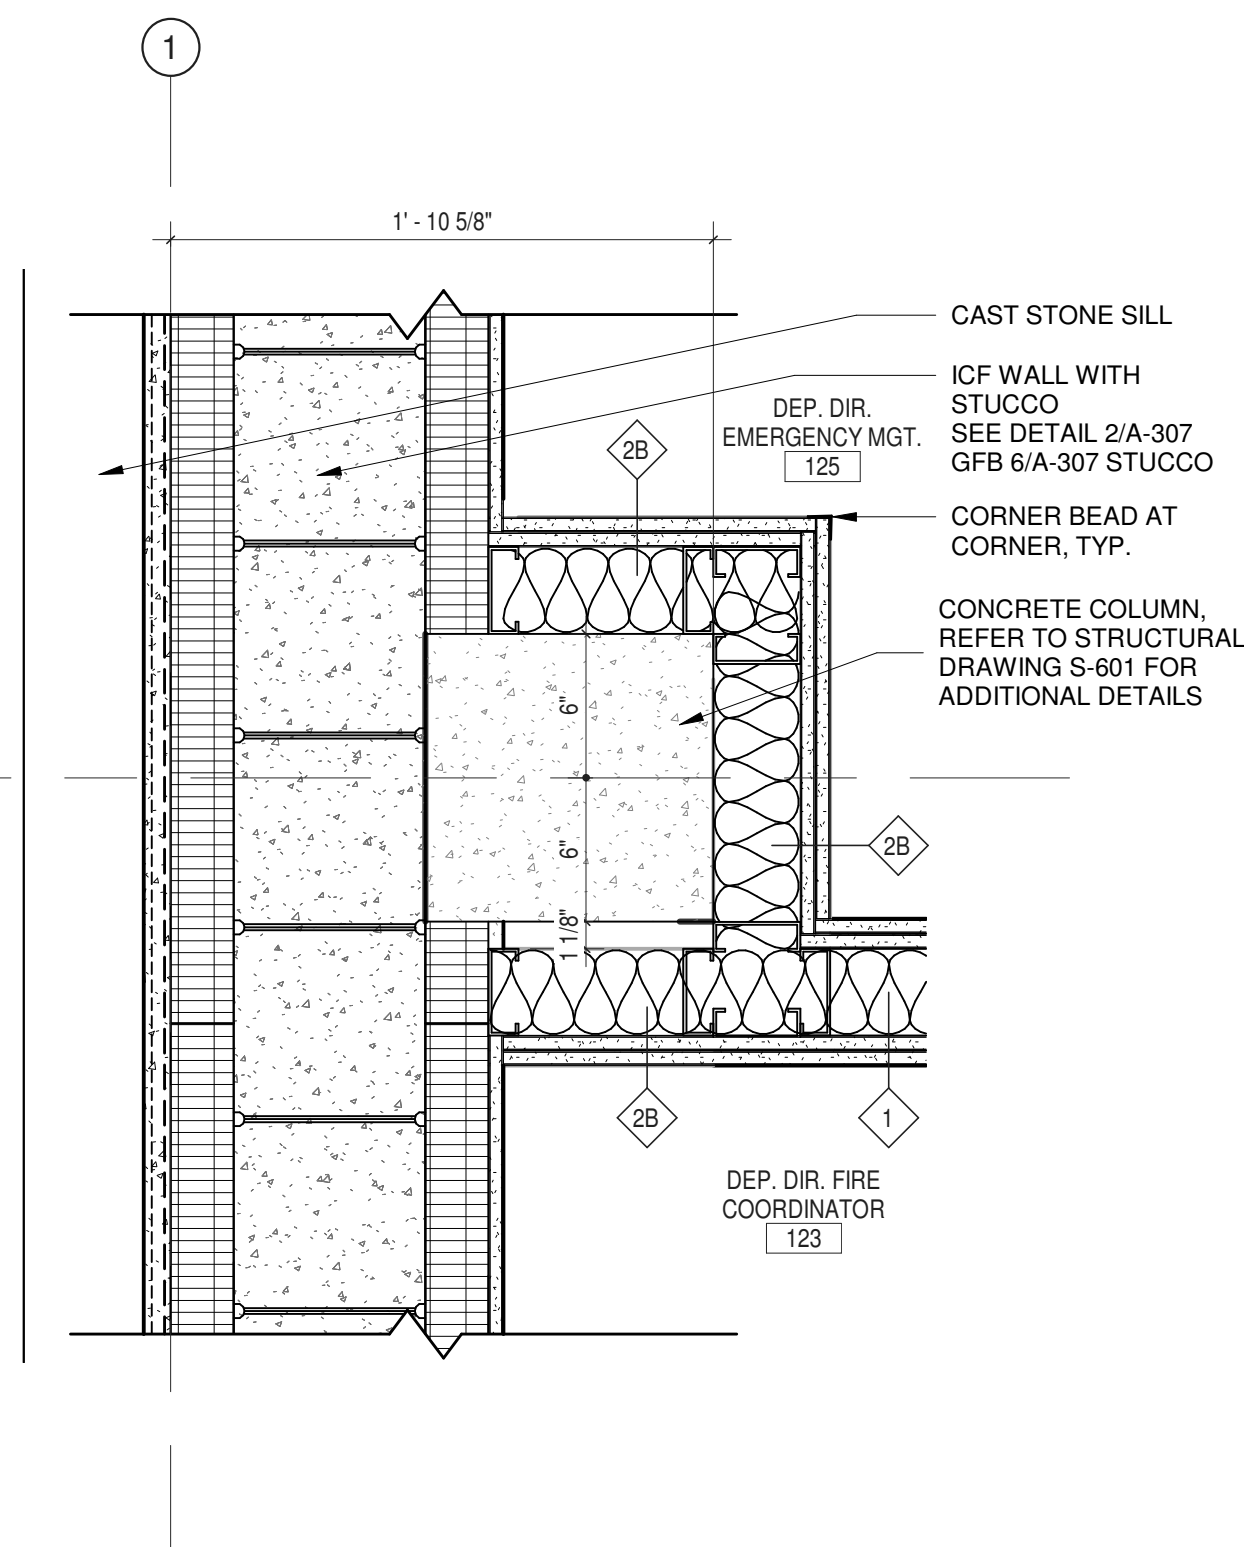 1
1' - 10 5/8"
CAST STONE SILL
ICF WALL WITH
STUCCO
SEE DETAIL 2/A-307
GFB 6/A-307 STUCCO
DEP. DIR.
EMERGENCY MGT.
125
2B
CORNER BEAD AT
CORNER, TYP.
CONCRETE COLUMN,
REFER TO STRUCTURAL
DRAWING S-601 FOR
ADDITIONAL DETAILS
6"
6"
1 1/8"
2B
2B
1
DEP. DIR. FIRE
COORDINATOR
123